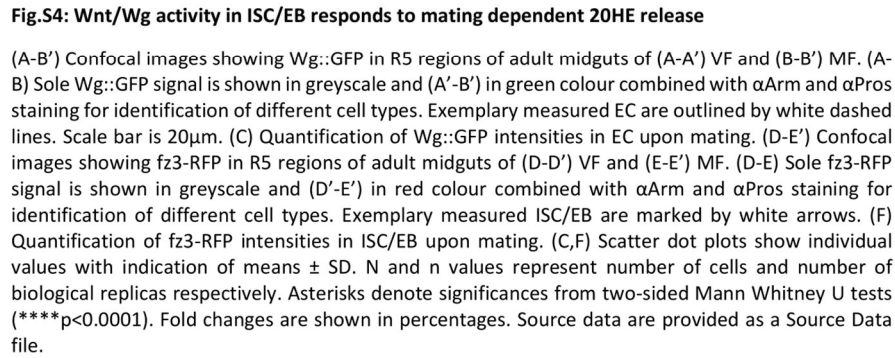 Fig.S4: Wnt/Wg activity in ISC/EB responds to mating dependent 20HE release
(A-B’) Confocal images showing Wg::GFP in R5 regions of adult midguts of (A-A’) VF and (B-B’) MF. (A-
B) Sole Wg::GFP signal is shown in greyscale and (A’-B’) in green colour combined with αArm and αPros
staining for identification of different cell types. Exemplary measured EC are outlined by white dashed
lines. Scale bar is 20μm. (C) Quantification of Wg::GFP intensities in EC upon mating. (D-E’) Confocal
images showing fz3-RFP in R5 regions of adult midguts of (D-D’) VF and (E-E’) MF. (D-E) Sole fz3-RFP
signal is shown in greyscale and (D’-E’) in red colour combined with αArm and αPros staining for
identification of different cell types. Exemplary measured ISC/EB are marked by white arrows. (F)
Quantification of fz3-RFP intensities in ISC/EB upon mating. (C,F) Scatter dot plots show individual
values with indication of means ± SD. N and n values represent number of cells and number of
biological replicas respectively. Asterisks denote significances from two-sided Mann Whitney U tests
(****p<0.0001). Fold changes are shown in percentages. Source data are provided as a Source Data
file.